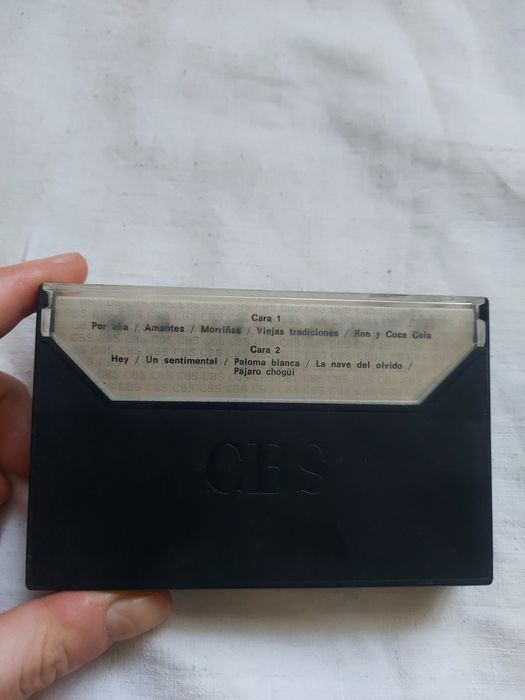 Cara 1
Por ella / Amantes / Morriñas / Viejas tradiciones / Ron y Coca Cola
Cara 2
Hey / Un sentimental / Paloma blanca / La nave del olvido /
Pájaro chogüi
CBS